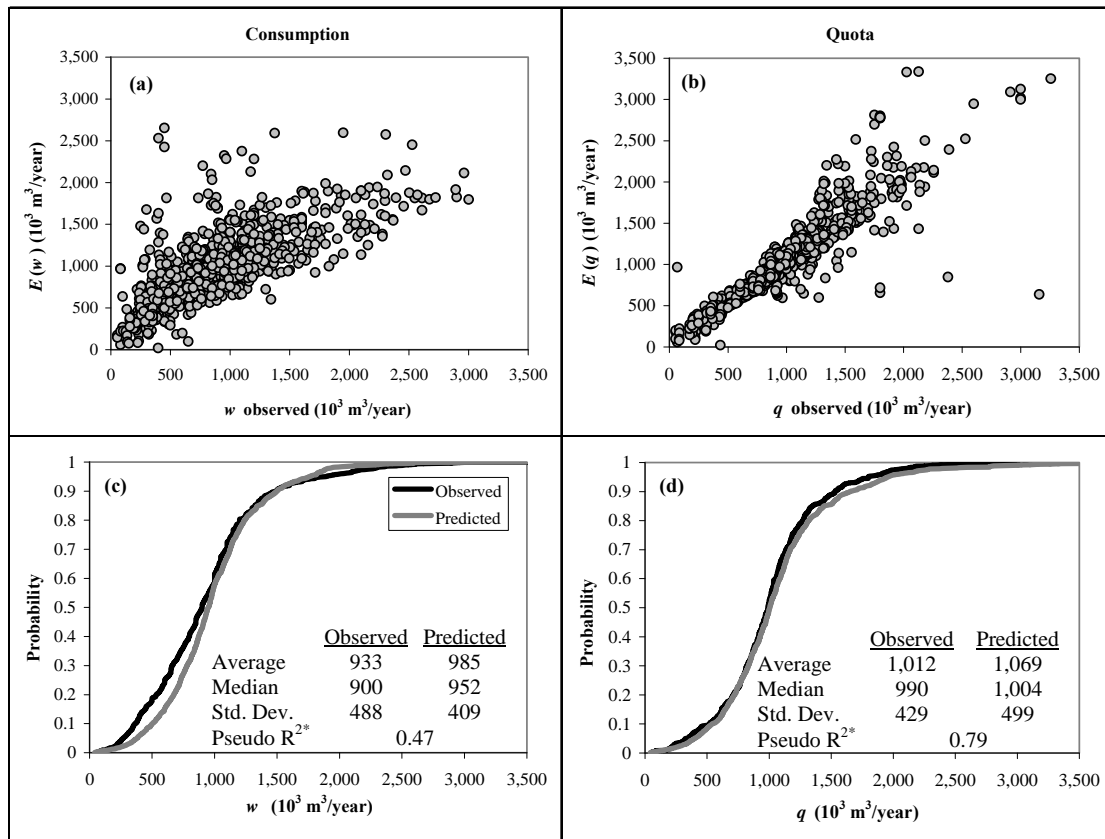 Consumption
(a)
3,500
3,000
2,500
2,000
1,500
1,000
500
0
E(w) (10³ m³/year)
0 500 1,000 1,500 2,000 2,500 3,000
w observed (10³ m³/year)
Quota
(b)
3,500
3,000
2,500
2,000
1,500
1,000
500
0
E(q) (10³ m³/year)
0 500 1,000 1,500 2,000 2,500 3,000 3,500
q observed (10³ m³/year)
(c)
1
0.9
0.8
0.7
0.6
0.5
0.4
0.3
0.2
0.1
0
Probability
Observed
Predicted
Observed Predicted
Average 933 985
Median 900 952
Std. Dev. 488 409
Pseudo R²* 0.47
0 500 1,000 1,500 2,000 2,500 3,000 3,500
w (10³ m³/year)
(d)
1
0.9
0.8
0.7
0.6
0.5
0.4
0.3
0.2
0.1
0
Probability
Observed Predicted
Average 1,012 1,069
Median 990 1,004
Std. Dev. 429 499
Pseudo R²* 0.79
0 500 1,000 1,500 2,000 2,500 3,000 3,500
q (10³ m³/year)